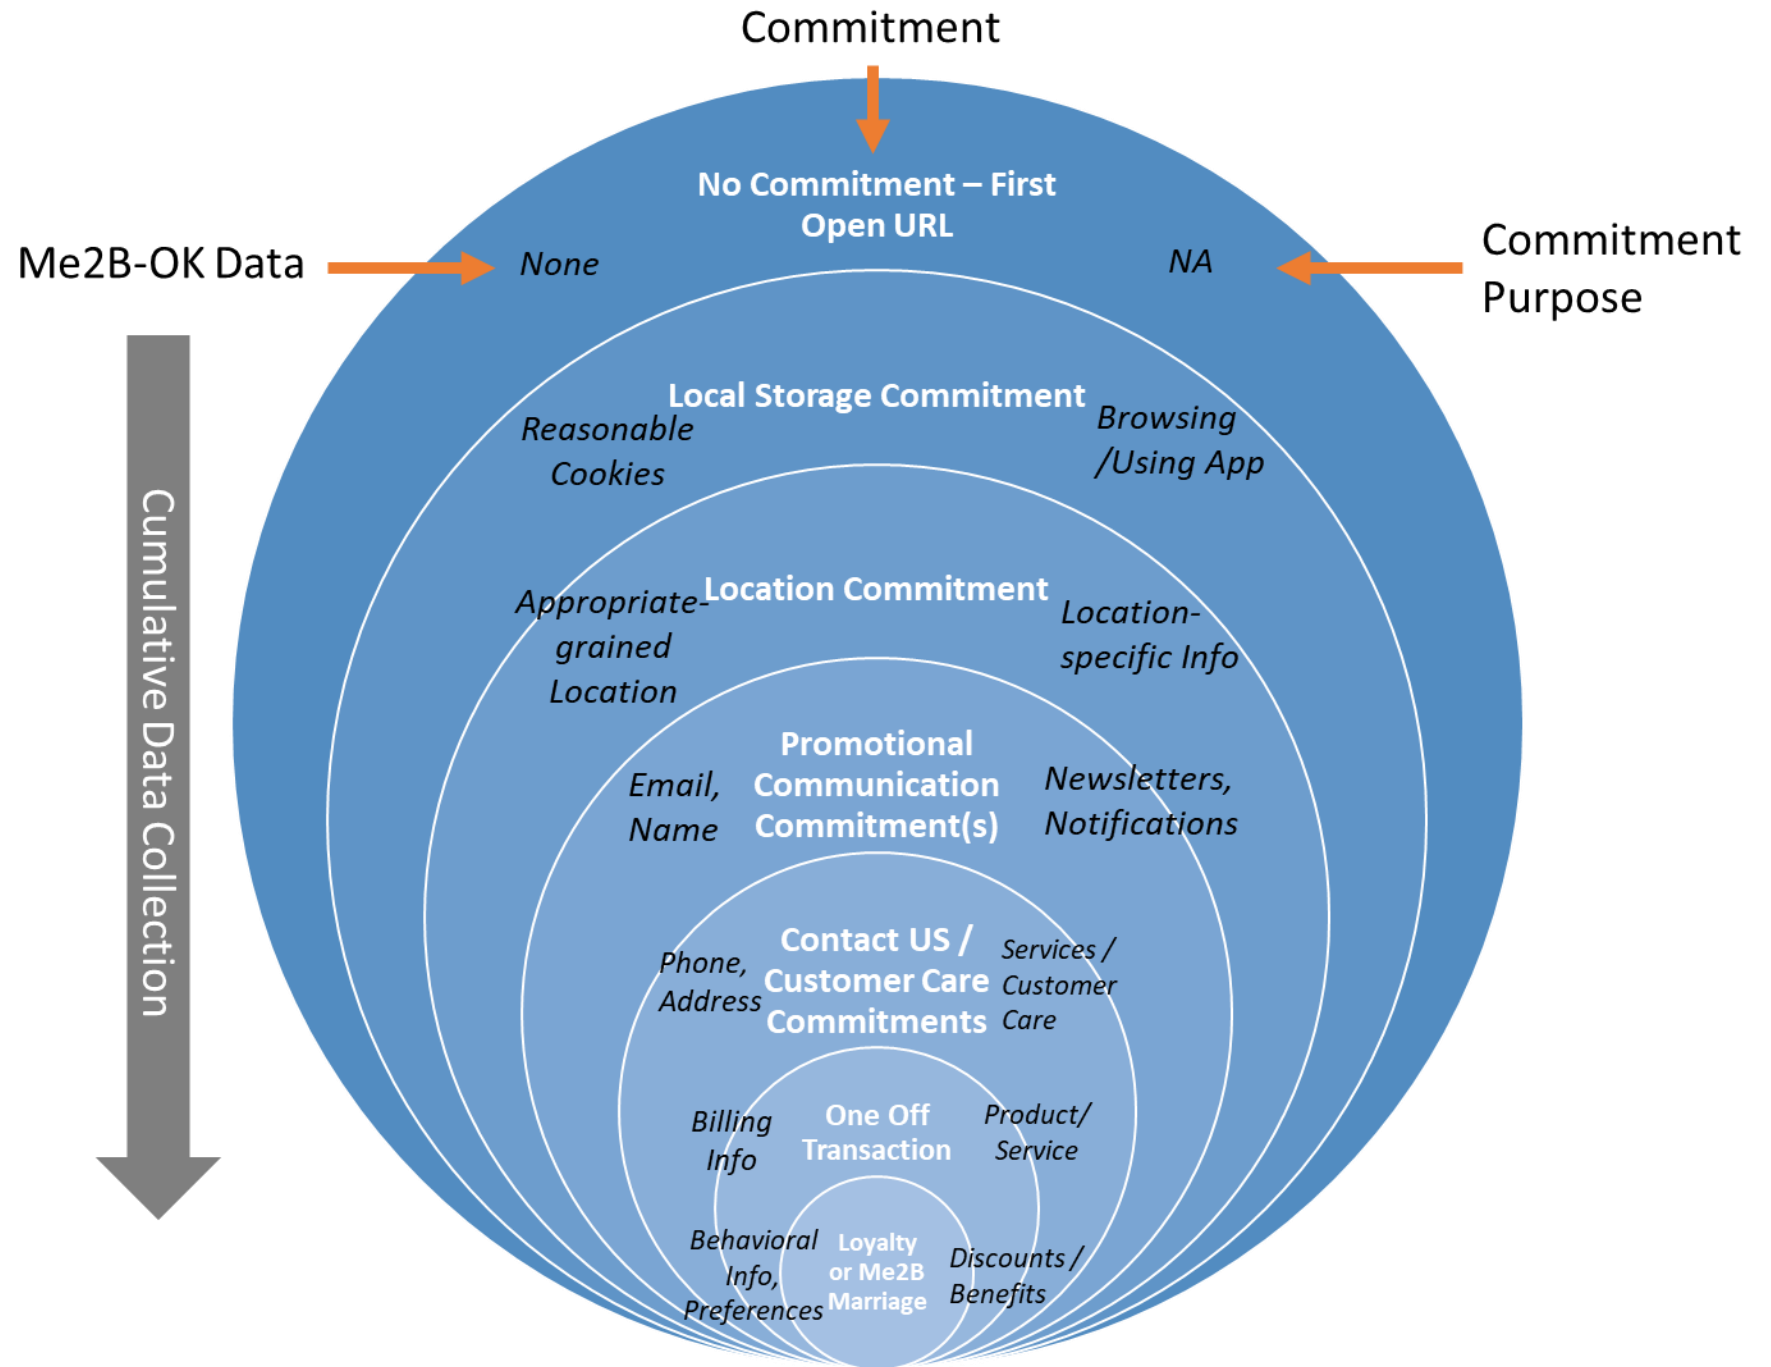 Commitment
No Commitment – First
Open URL
Me2B-OK Data
None
NA
Commitment
Purpose
Local Storage Commitment
Reasonable
Cookies
Browsing
/Using App
Location Commitment
Appropriate-
grained
Location
Location-
specific Info
Promotional
Communication
Commitment(s)
Email,
Name
Newsletters,
Notifications
Contact US /
Customer Care
Commitments
Phone,
Address
Services /
Customer
Care
One Off
Transaction
Billing
Info
Product/
Service
Loyalty
or Me2B
Marriage
Behavioral
Info,
Preferences
Discounts /
Benefits
Cumulative Data Collection